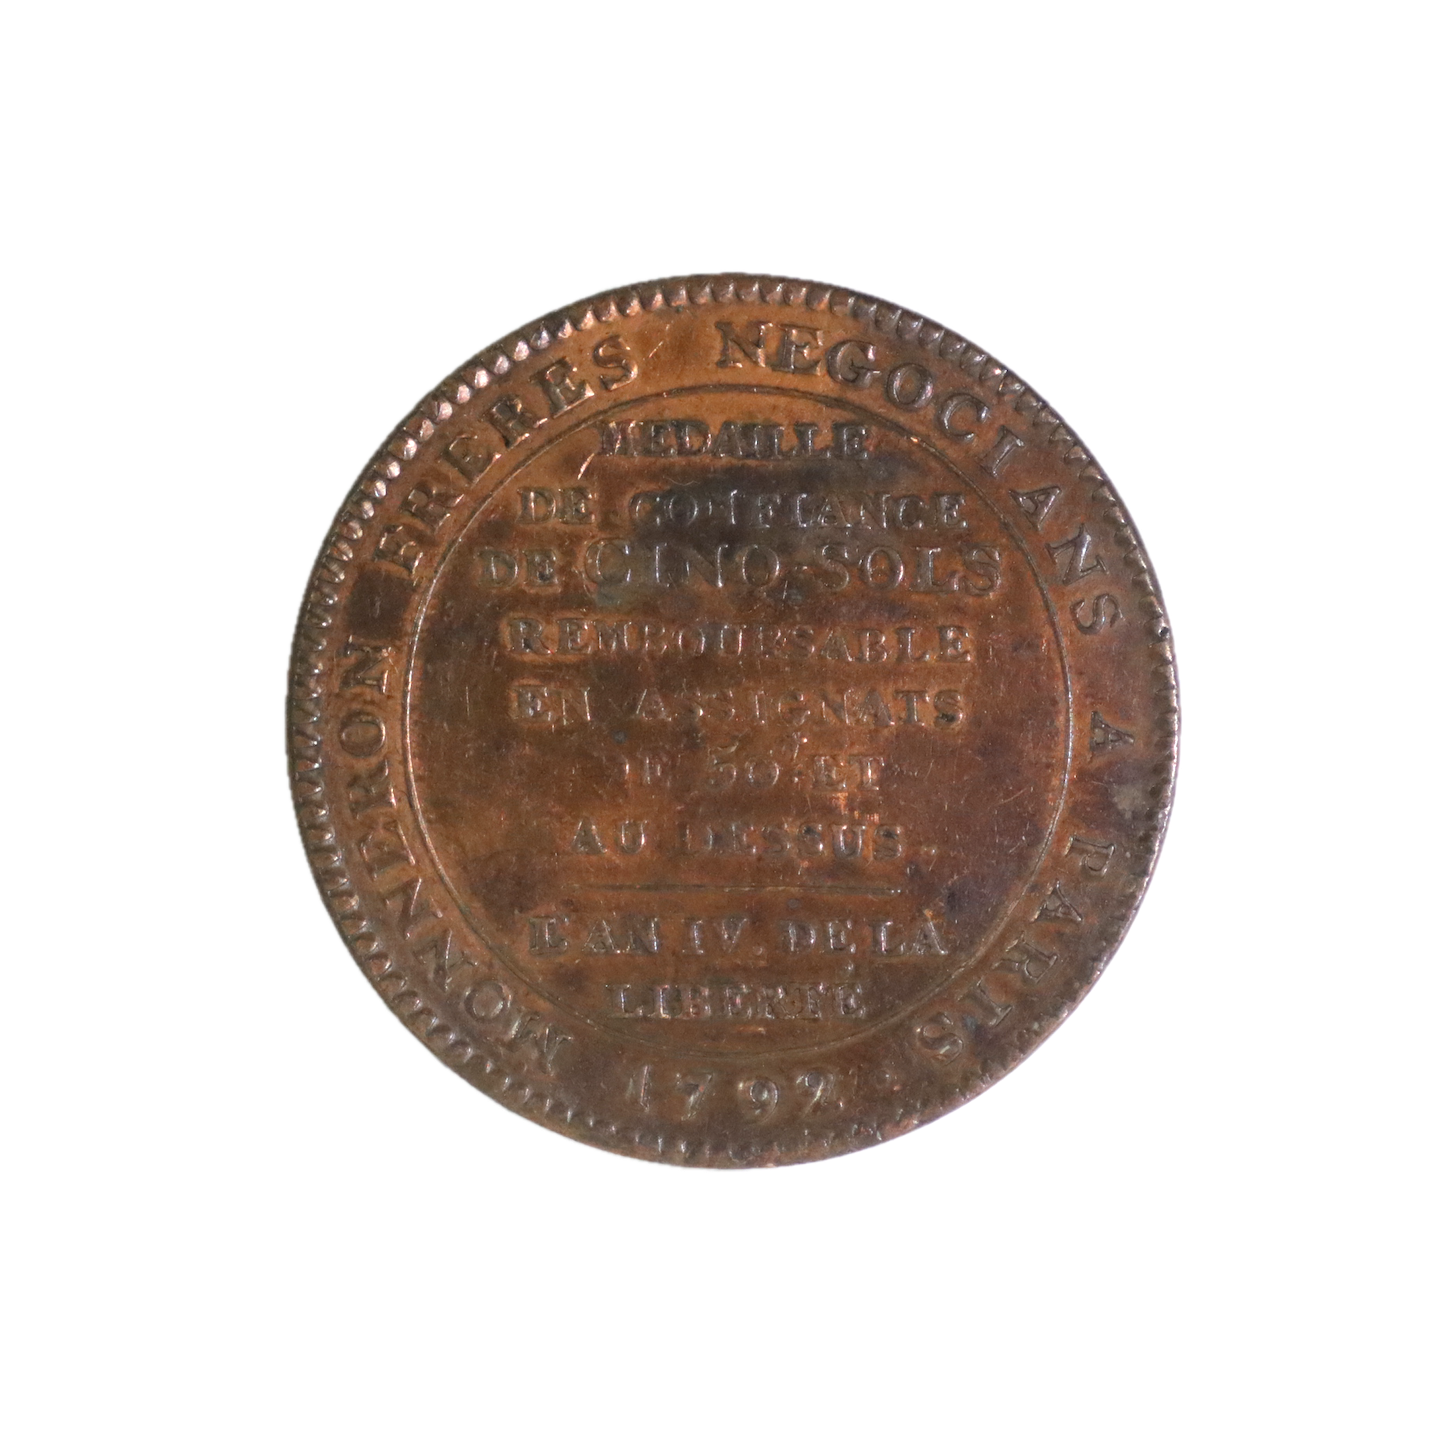 MONNERON FRERES NEGOCIANS A PARIS
MEDAILLE
DE CONFIANCE
DE CINQ-SOLS
REMBOURSABLE
EN ASSIGNATS
DE 50. ET
AU DESSUS.
L'AN IV. DE LA
LIBERTÉ
1792.